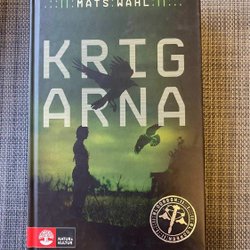 MATS WAHL
KRIG
ARNA
NATUR &
KULTUR